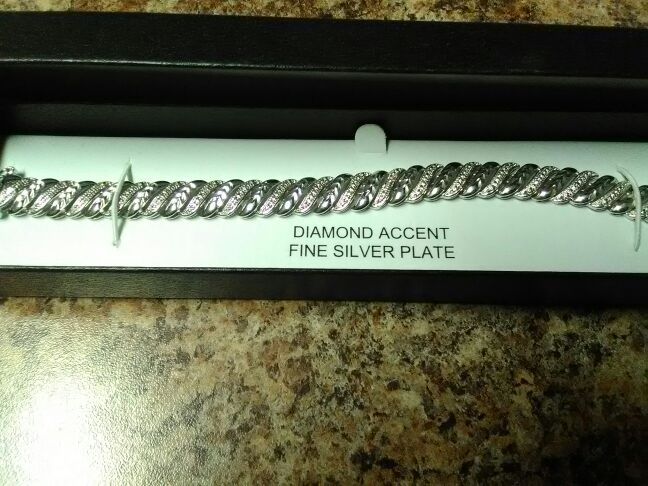 DIAMOND ACCENT
FINE SILVER PLATE